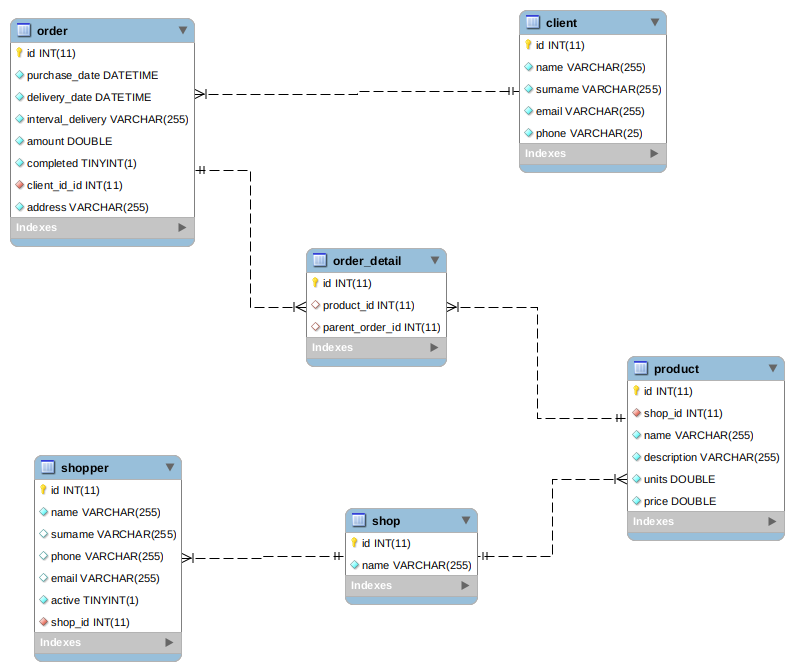 order
id INT(11)
purchase_date DATETIME
delivery_date DATETIME
interval_delivery VARCHAR(255)
amount DOUBLE
completed TINYINT(1)
client_id_id INT(11)
address VARCHAR(255)
Indexes
client
id INT(11)
name VARCHAR(255)
surname VARCHAR(255)
email VARCHAR(255)
phone VARCHAR(25)
Indexes
order_detail
id INT(11)
product_id INT(11)
parent_order_id INT(11)
Indexes
product
id INT(11)
shop_id INT(11)
name VARCHAR(255)
description VARCHAR(255)
units DOUBLE
price DOUBLE
Indexes
shopper
id INT(11)
name VARCHAR(255)
surname VARCHAR(255)
phone VARCHAR(255)
email VARCHAR(255)
active TINYINT(1)
shop_id INT(11)
Indexes
shop
id INT(11)
name VARCHAR(255)
Indexes